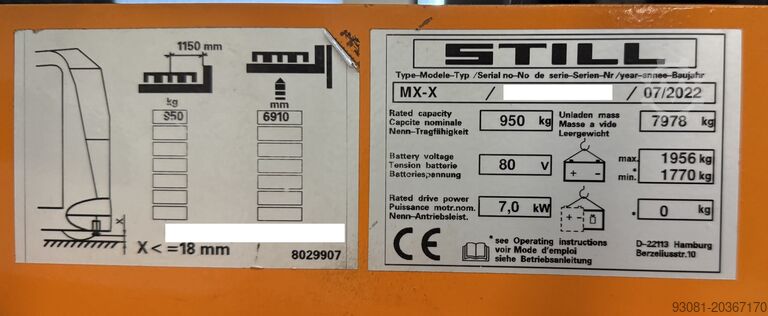 1150 mm
kg
950
mm
6910
X
X <= 18 mm
8029907
STILL
Type-Modele-Typ /Serial no-No de serie-Serien-Nr /year-annee-Baujahr
MX-X / / 07/2022
Rated capacity
Capcite nominale
Nenn-Tragfähigkeit
950 kg
Unladen mass
Masse a vide
Leergewicht
7978 kg
Battery voltage
Tension batterie
Batteriespennung
80 V
+ -
max. 1956 kg
*
min. 1770 kg
Rated drive power
Puissance motr.nom.
Nenn-Antriebsleist.
7,0 kW
+ -
* 0 kg
CE
*see Operating instructions
voir Mode d'emploi
siehe Betriebsanleitung
D-22113 Hamburg
Berzeliusstr.10
93081-20367170